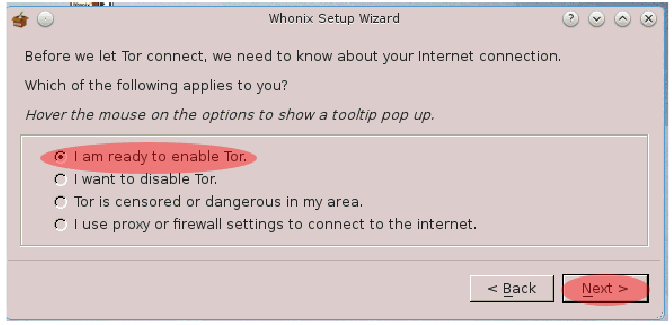 Whonix Setup Wizard
Before we let Tor connect, we need to know about your Internet connection.
Which of the following applies to you?
Hover the mouse on the options to show a tooltip pop up.
I am ready to enable Tor.
I want to disable Tor.
Tor is censored or dangerous in my area.
I use proxy or firewall settings to connect to the internet.
< Back Next >